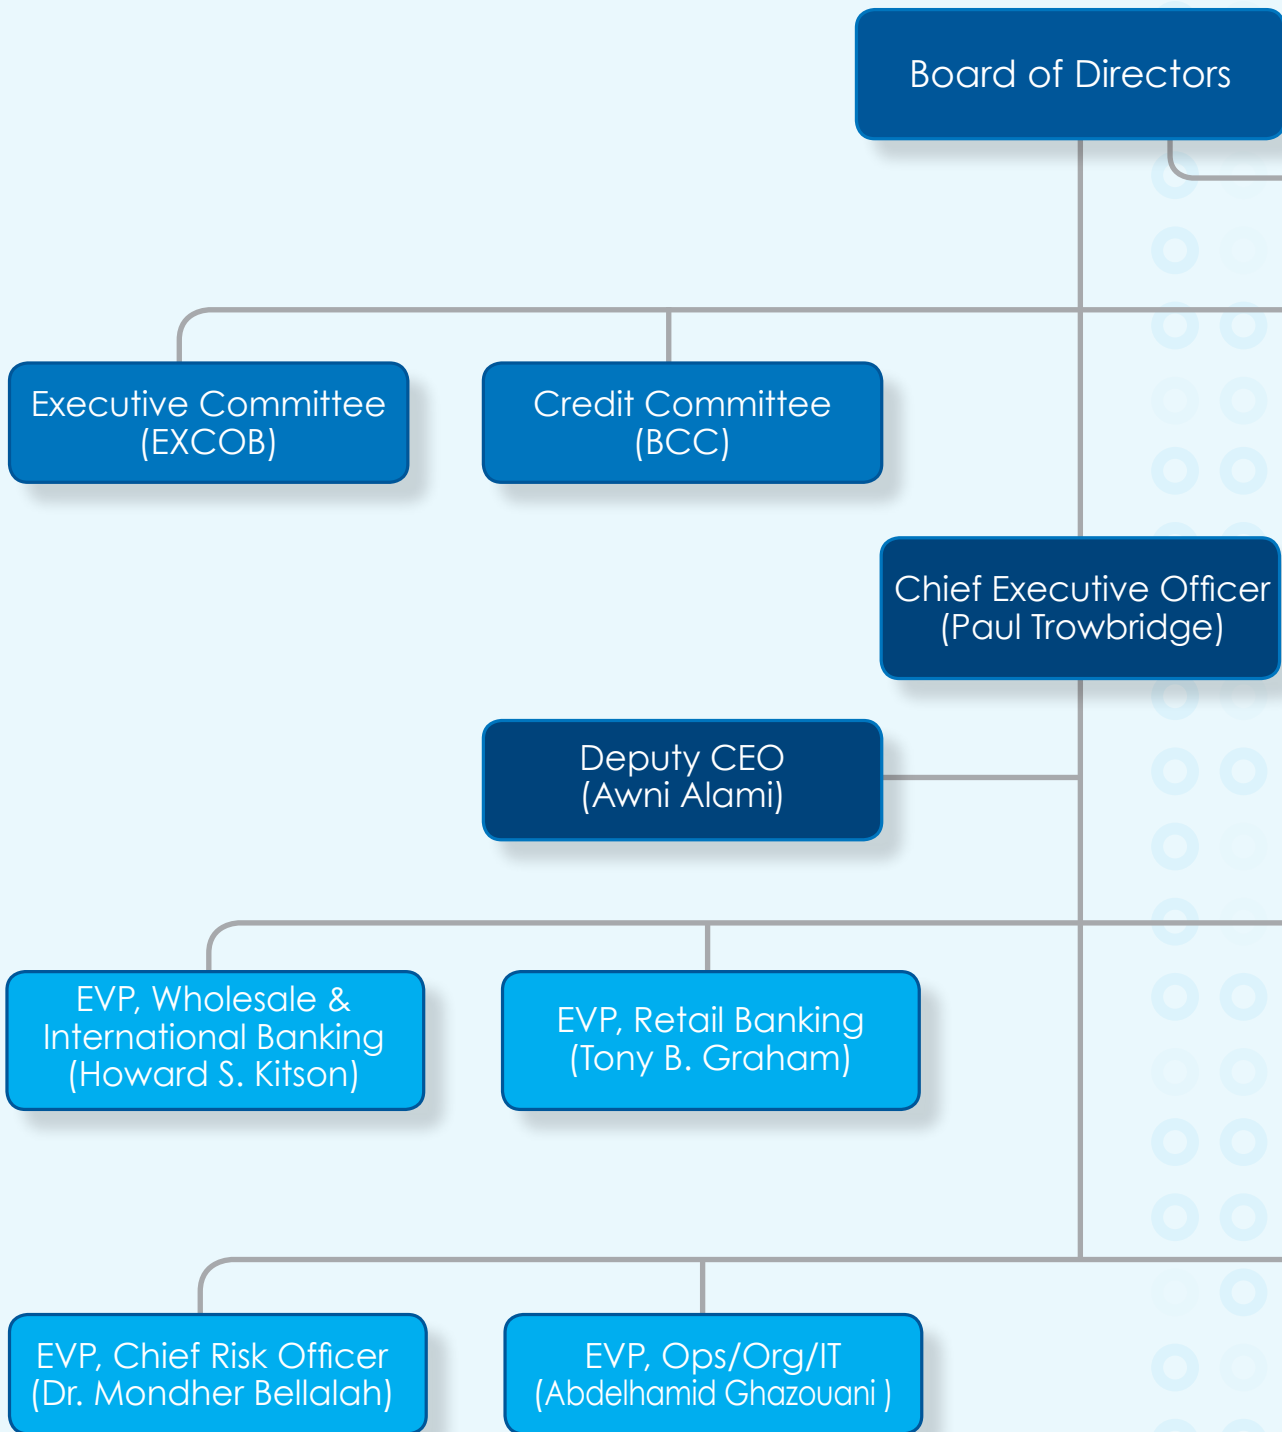 Board of Directors
Executive Committee
(EXCOB)
Credit Committee
(BCC)
Chief Executive Officer
(Paul Trowbridge)
Deputy CEO
(Awni Alami)
EVP, Wholesale &
International Banking
(Howard S. Kitson)
EVP, Retail Banking
(Tony B. Graham)
EVP, Chief Risk Officer
(Dr. Mondher Bellalah)
EVP, Ops/Org/IT
(Abdelhamid Ghazouani )